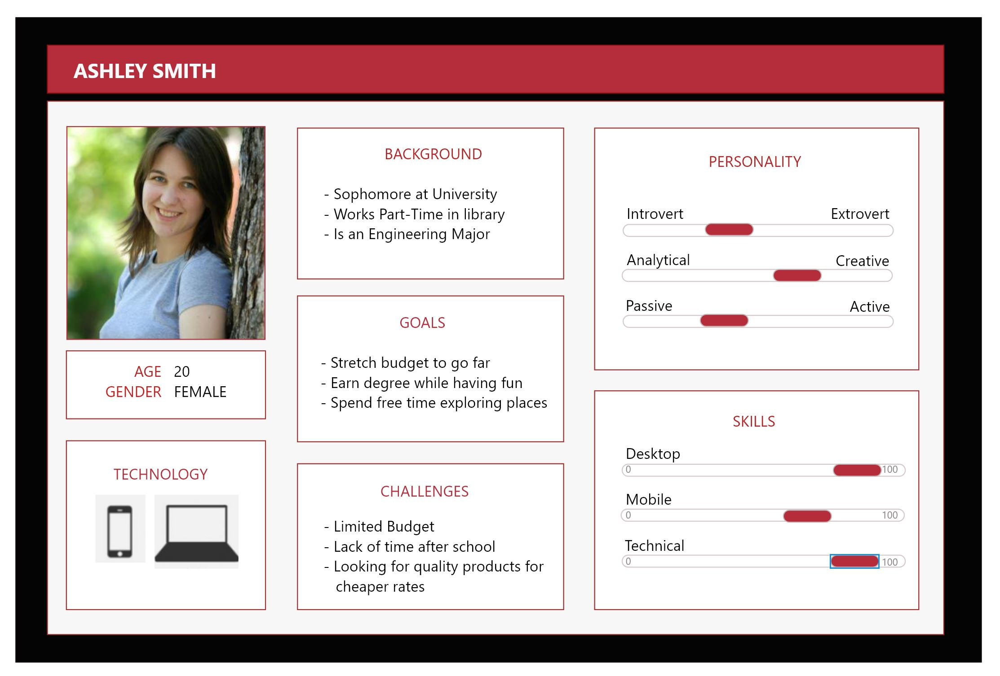 ASHLEY SMITH
AGE 20
GENDER FEMALE
TECHNOLOGY
BACKGROUND
- Sophomore at University
- Works Part-Time in library
- Is an Engineering Major
GOALS
- Stretch budget to go far
- Earn degree while having fun
- Spend free time exploring places
CHALLENGES
- Limited Budget
- Lack of time after school
- Looking for quality products for
cheaper rates
PERSONALITY
Introvert Extrovert
Analytical Creative
Passive Active
SKILLS
Desktop
0 100
Mobile
0 100
Technical
0 100